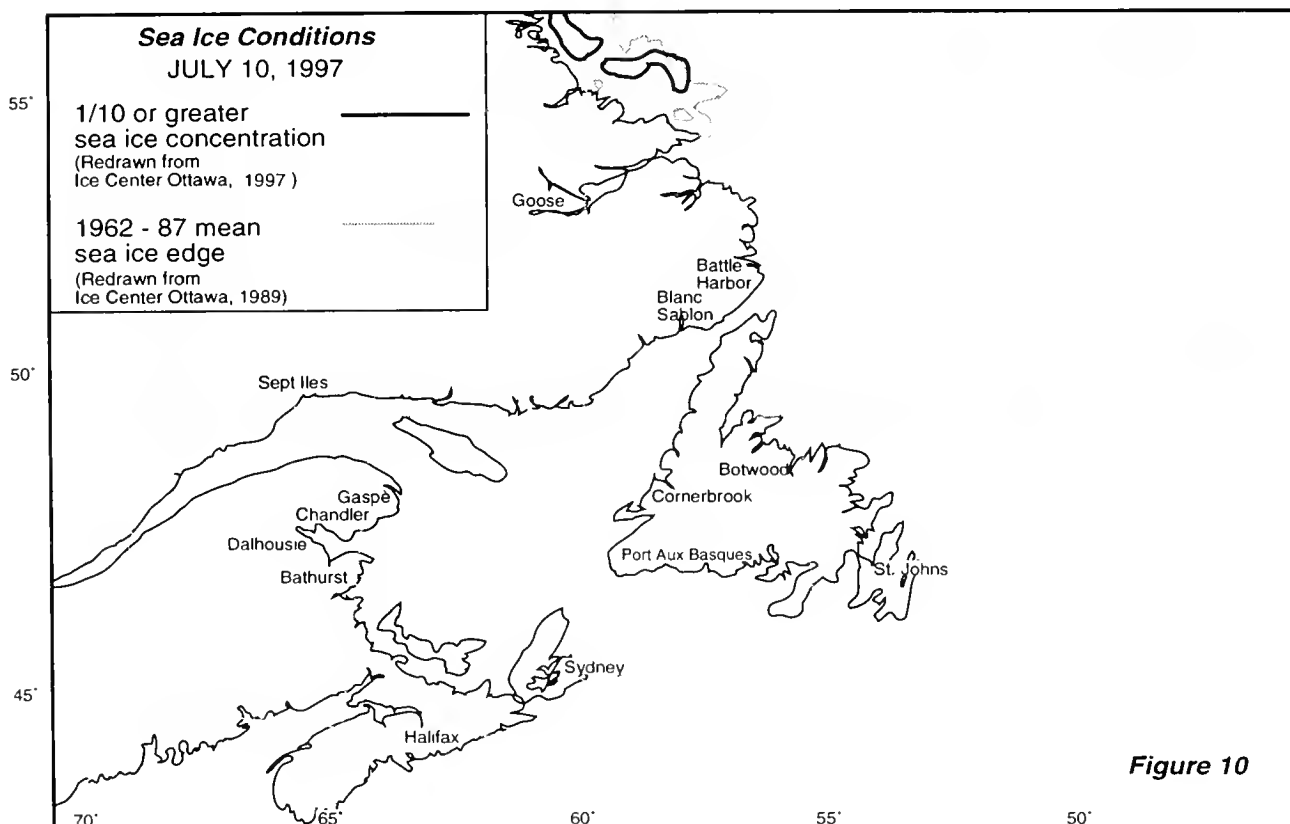 Sea Ice Conditions
JULY 10, 1997
1/10 or greater
sea ice concentration
(Redrawn from
Ice Center Ottawa, 1997 )
1962 - 87 mean
sea ice edge
(Redrawn from
Ice Center Ottawa, 1989)
55°
Goose
Battle
Harbor
Blanc
Sablon
50°
Sept Iles
Botwood
Gaspè
Cornerbrook
Chandler
Dalhousie
Port Aux Basques
Bathurst
St. Johns
Sydney
45°
Halifax
Figure 10
70°
65°
60°
55°
50°